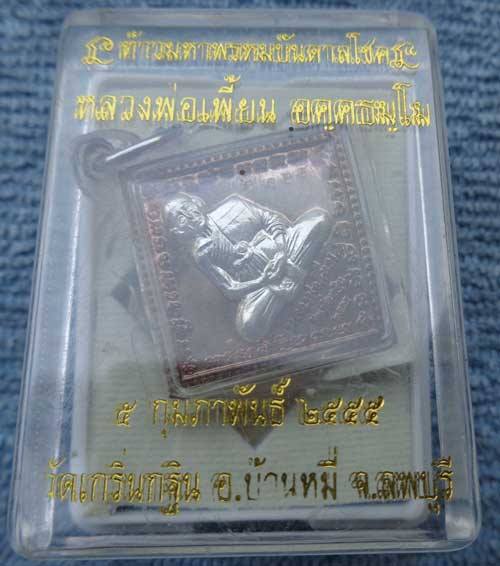 ท้าวมหาพรหมบันดาลโชค
หลวงพ่อเพี้ยน อคฺคธมฺโม
๕ กุมภาพันธ์ ๒๕๕๕
วัดเกริ่นกฐิน อ.บ้านหมี่ จ.ลพบุรี